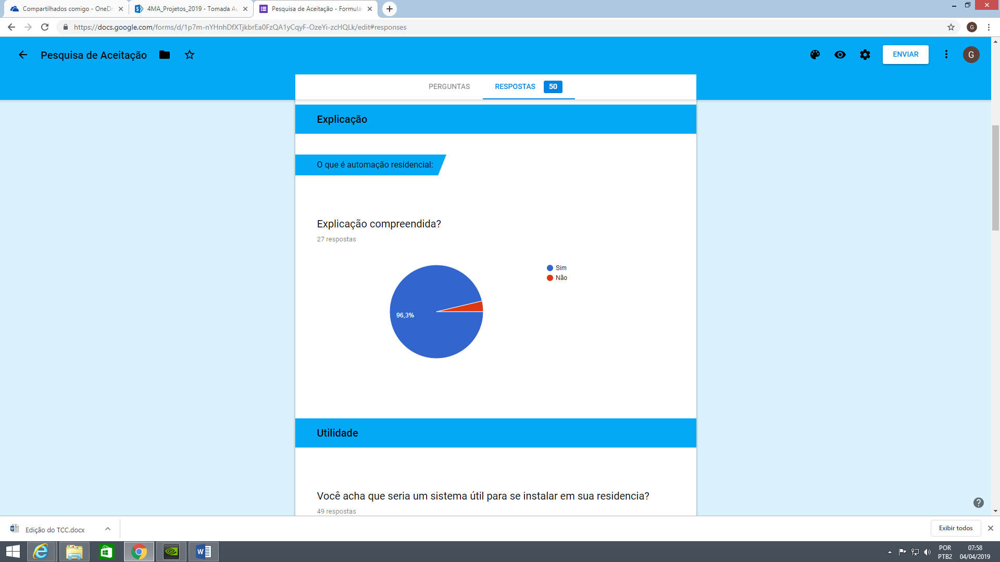 Compartilhados comigo - OneDr
4MA_Projetos_2019 - Tomada Au
Pesquisa de Aceitação - Formulá
https://docs.google.com/forms/d/1p7m-nYHnhDfXTjkbrEa0FzQA1yCqyF-OzeYi-zcHQLk/edit#responses
G
Pesquisa de Aceitação
ENVIAR
G
PERGUNTAS
RESPOSTAS 50
Explicação
O que é automação residencial:
Explicação compreendida?
27 respostas
Sim
Não
96,3%
Utilidade
Você acha que seria um sistema útil para se instalar em sua residencia?
49 respostas
Edição do TCC.docx
Exibir todos
POR
PTB2
07:58
04/04/2019